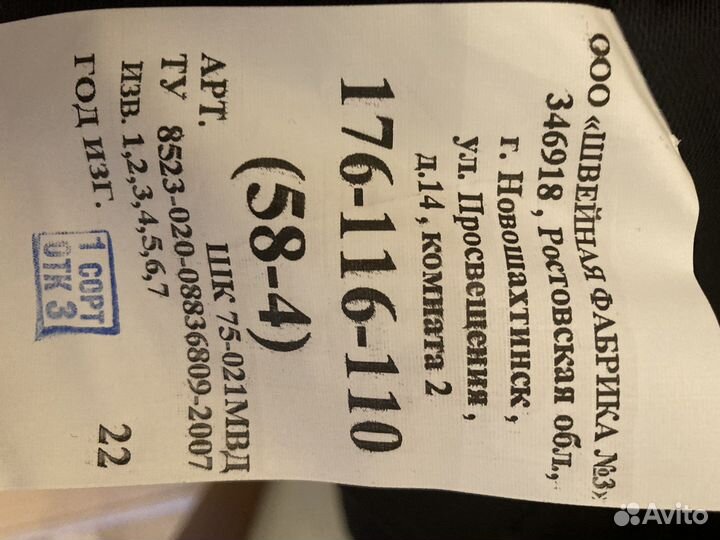 ООО «ШВЕЙНАЯ ФАБРИКА №3»
346918, Ростовская обл.,
г. Новошахтинск,
ул. Просвещения,
д.14, комната 2
176-116-110
(58-4)
АРТ. ШК 75-021МВД
ТУ 8523-020-08836809-2007
ИЗВ. 1,2,3,4,5,6,7
ГОД ИЗГ. 22
1 СОРТ
ОТК 3
Avito